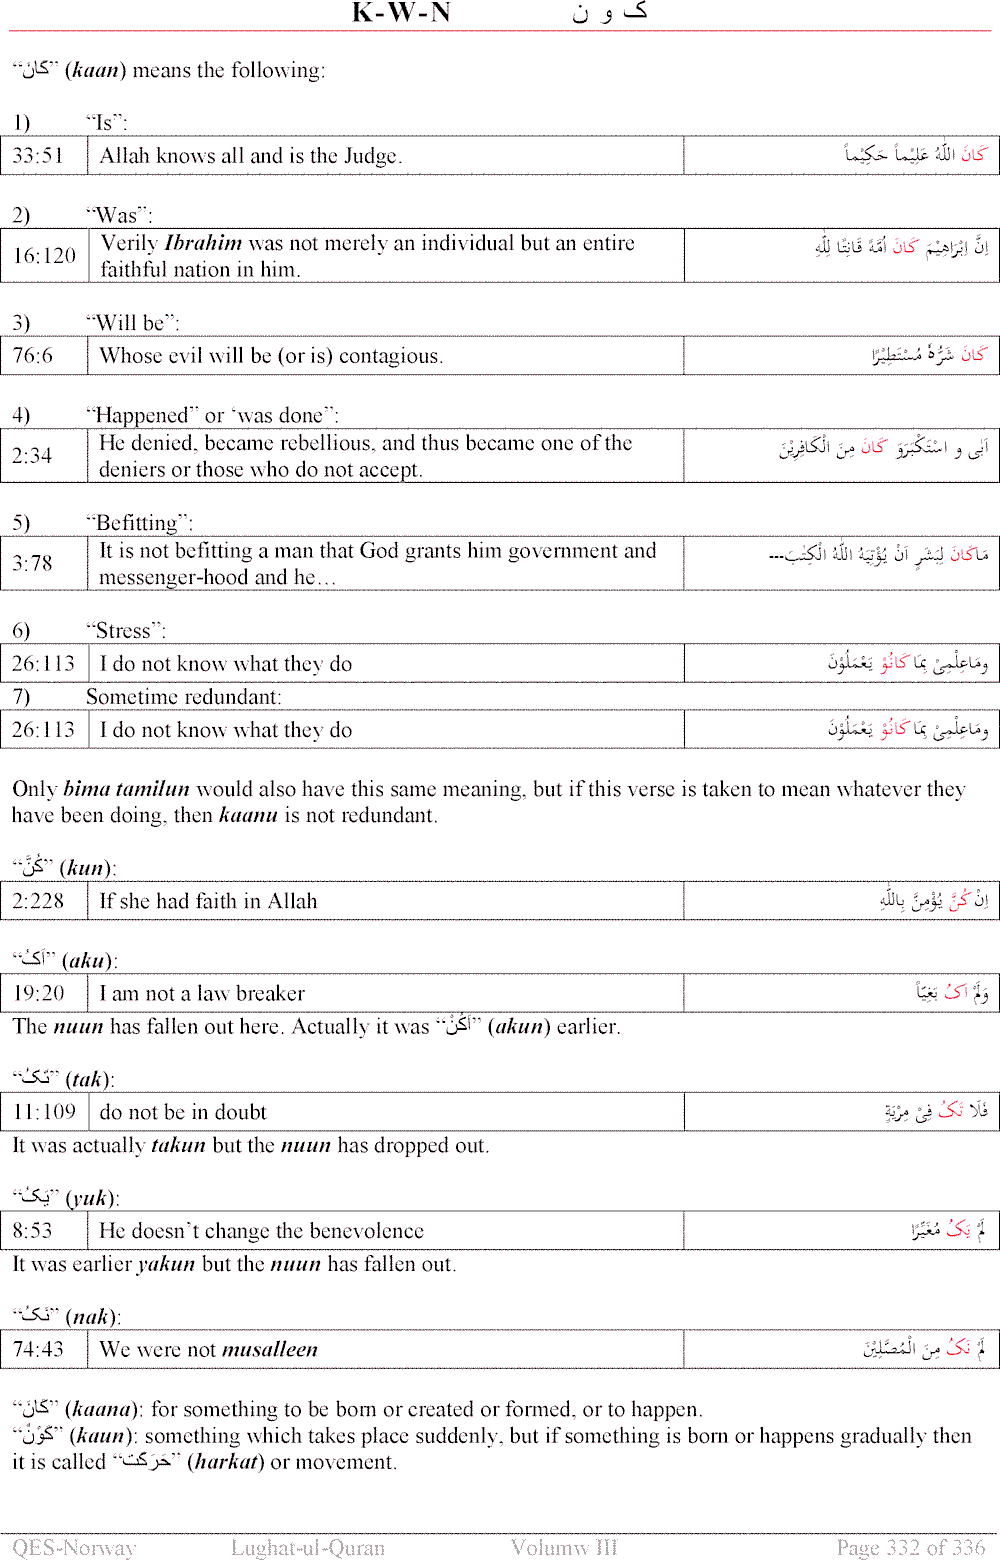 K-W-N ک و ن
“کَانَ” (kaan) means the following:
1) “Is”:
33:51 Allah knows all and is the Judge. كَانَ اللّٰهُ عَلِيْماً حَكِيْماً
2) “Was”:
16:120 Verily Ibrahim was not merely an individual but an entire faithful nation in him. اِنَّ اِبْرَاهِيْمَ كَانَ اُمَّةً قَانِتًا لِلّٰهِ
3) “Will be”:
76:6 Whose evil will be (or is) contagious. كَانَ شَرُّهٗ مُسْتَطِيْرًا
4) “Happened” or ‘was done”:
2:34 He denied, became rebellious, and thus became one of the deniers or those who do not accept. اَبٰى و اسْتَكْبَرَوَ كَانَ مِنَ الْكَافِرِيْنَ
5) “Befitting”:
3:78 It is not befitting a man that God grants him government and messenger-hood and he… مَاكَانَ لِبَشَرٍ اَنْ يُؤْتِيَهُ اللّٰهُ الْكِتٰبَ---
6) “Stress”:
26:113 I do not know what they do ومَاعِلْمِىْ بِمَا كَانُوْ يَعْمَلُوْنَ
7) Sometime redundant:
26:113 I do not know what they do ومَاعِلْمِىْ بِمَا كَانُوْ يَعْمَلُوْنَ
Only bima tamilun would also have this same meaning, but if this verse is taken to mean whatever they
have been doing, then kaanu is not redundant.
“كُنَّ” (kun):
2:228 If she had faith in Allah اِنْ كُنَّ يُؤْمِنَّ بِاللّٰهِ
“اَکُ” (aku):
19:20 I am not a law breaker وَلَمْ اَکُ بَغِيّاً
The nuun has fallen out here. Actually it was “اَكُنْ” (akun) earlier.
“تَکُ” (tak):
11:109 do not be in doubt فَلَا تَکُ فِىْ مِرْيَةٍ
It was actually takun but the nuun has dropped out.
“يَکُ” (yuk):
8:53 He doesn’t change the benevolence لَمْ يَکُ مُغَيِّرًا
It was earlier yakun but the nuun has fallen out.
“نَکُ” (nak):
74:43 We were not musalleen لَمْ نَکُ مِنَ الْمُصَلِّيْنَ
“كَانَ” (kaana): for something to be born or created or formed, or to happen.
“كَوْنٌ” (kaun): something which takes place suddenly, but if something is born or happens gradually then
it is called “حَرَكَت” (harkat) or movement.
QES-Norway Lughat-ul-Quran Volumw III Page 332 of 336